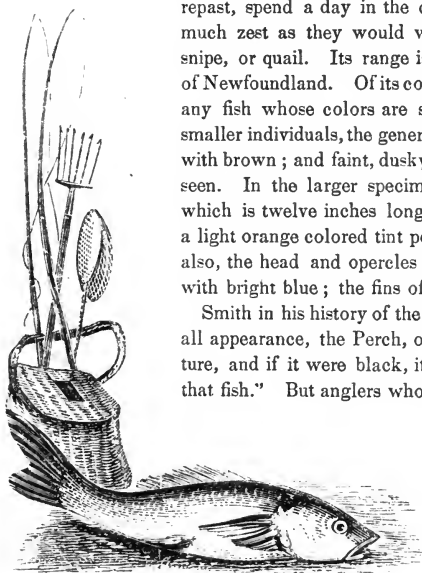 repast, spend a day in the
much zest as they would
snipe, or quail. Its range
of Newfoundland. Of its co
any fish whose colors are s
smaller individuals, the gener
with brown ; and faint, dusky
seen. In the larger specim
which is twelve inches long
a light orange colored tint p
also, the head and opercles
with bright blue ; the fins of
Smith in his history of the
all appearance, the Perch, o
ture, and if it were black, it
that fish." But anglers who